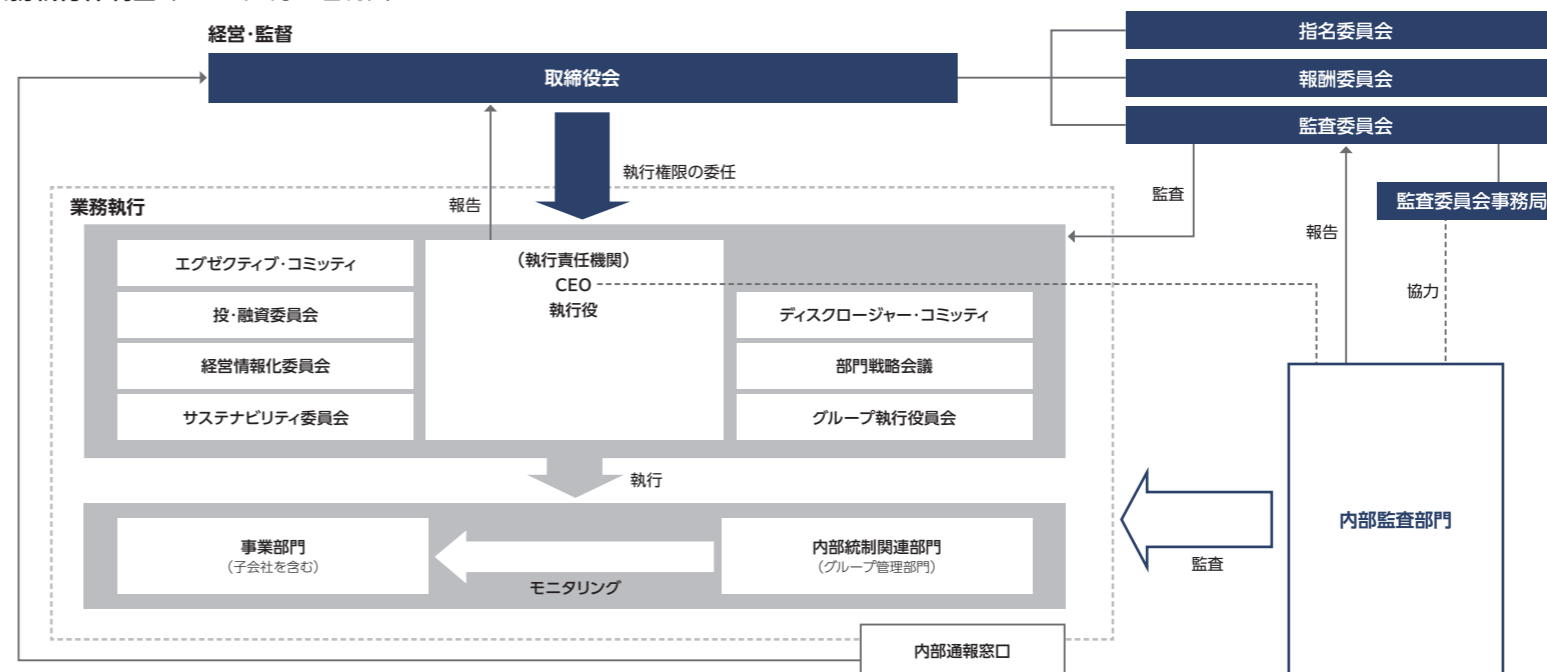 経営・監督
取締役会
指名委員会
報酬委員会
監査委員会
執行権限の委任
監査
監査委員会事務局
業務執行
報告
報告
エグゼクティブ・コミッティ
投・融資委員会
経営情報化委員会
サステナビリティ委員会
(執行責任機関)
CEO
執行役
ディスクロージャー・コミッティ
部門戦略会議
グループ執行役員会
協力
執行
事業部門
(子会社を含む)
モニタリング
内部統制関連部門
(グループ管理部門)
監査
内部監査部門
内部通報窓口